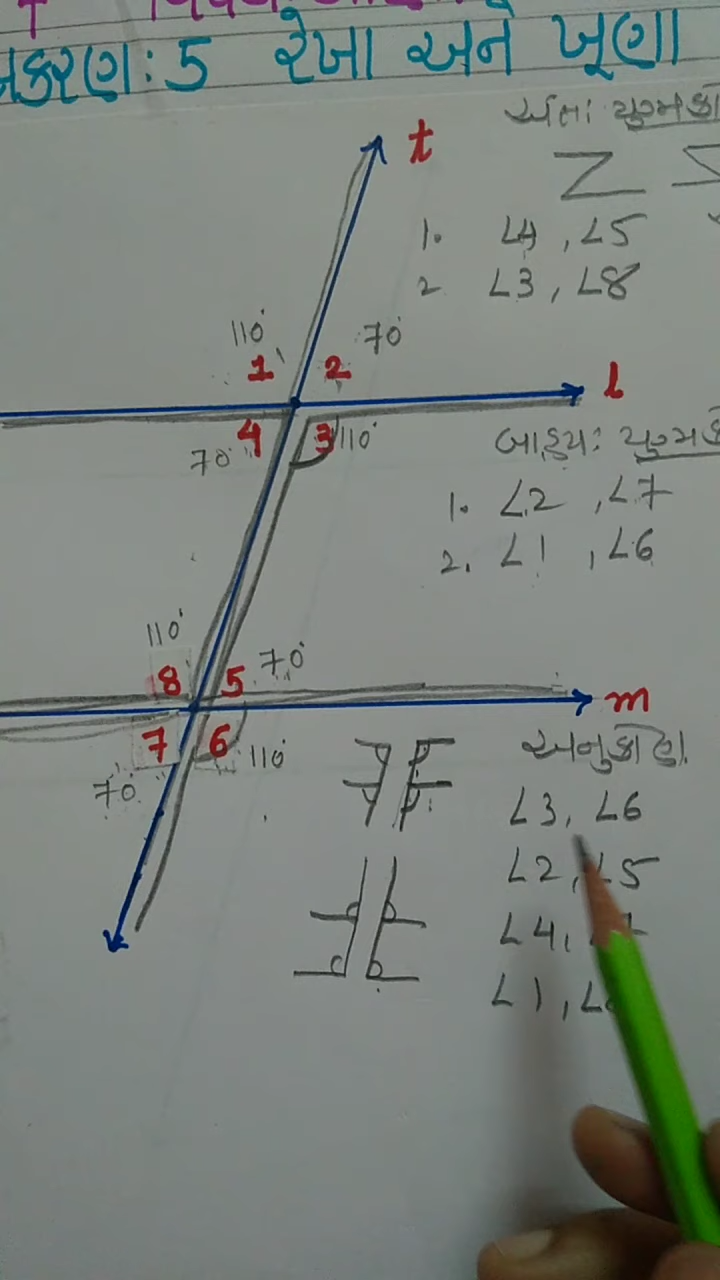 પ્રકરણ: 5 રેખા અને ખૂણા
t
1. ∠4, ∠5
2 ∠3, ∠8
110°
70°
1 2
l
4 3
70° 110°
બાહ્ય: યુગ્મકો
1. ∠2, ∠7
2. ∠1, ∠6
110°
8 5 70°
m
7 6
70° 110°
અનુકોણ
∠3, ∠6
∠2, ∠5
∠4,
∠1,